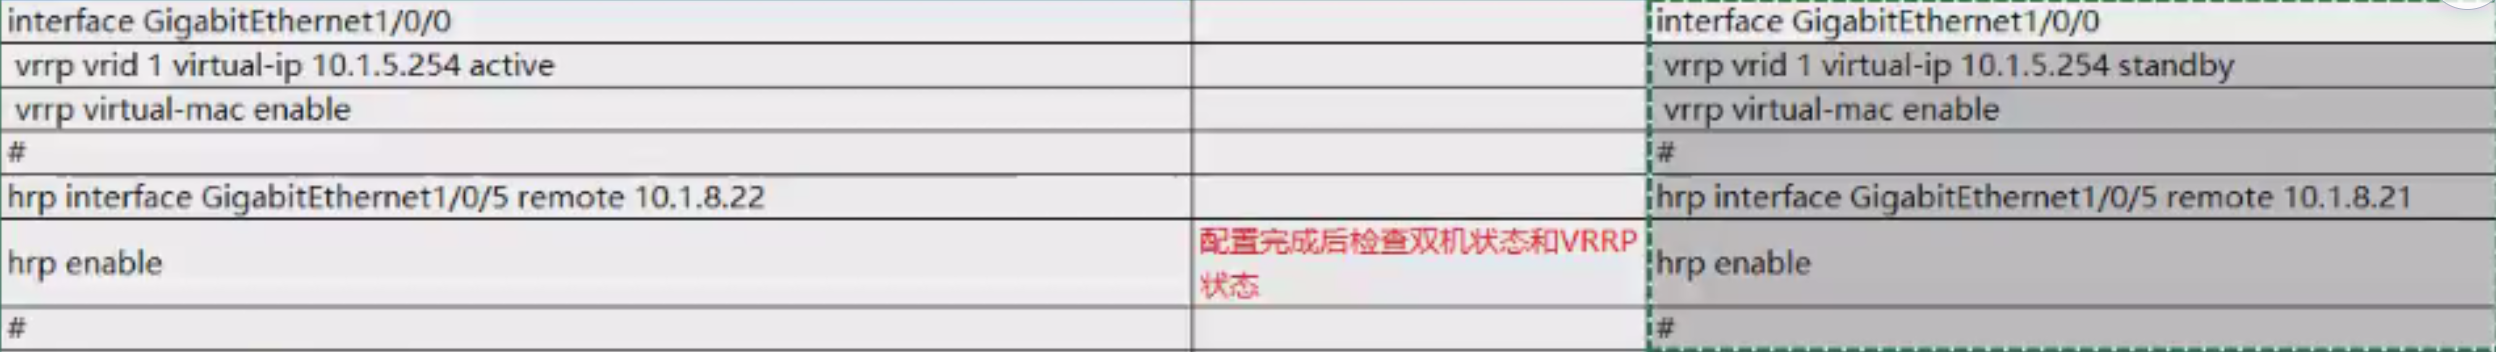 interface GigabitEthernet1/0/0
vrrp vrid 1 virtual-ip 10.1.5.254 active
vrrp virtual-mac enable
#
hrp interface GigabitEthernet1/0/5 remote 10.1.8.22
hrp enable
#
配置完成后检查双机状态和VRRP
状态
interface GigabitEthernet1/0/0
vrrp vrid 1 virtual-ip 10.1.5.254 standby
vrrp virtual-mac enable
#
hrp interface GigabitEthernet1/0/5 remote 10.1.8.21
hrp enable
#